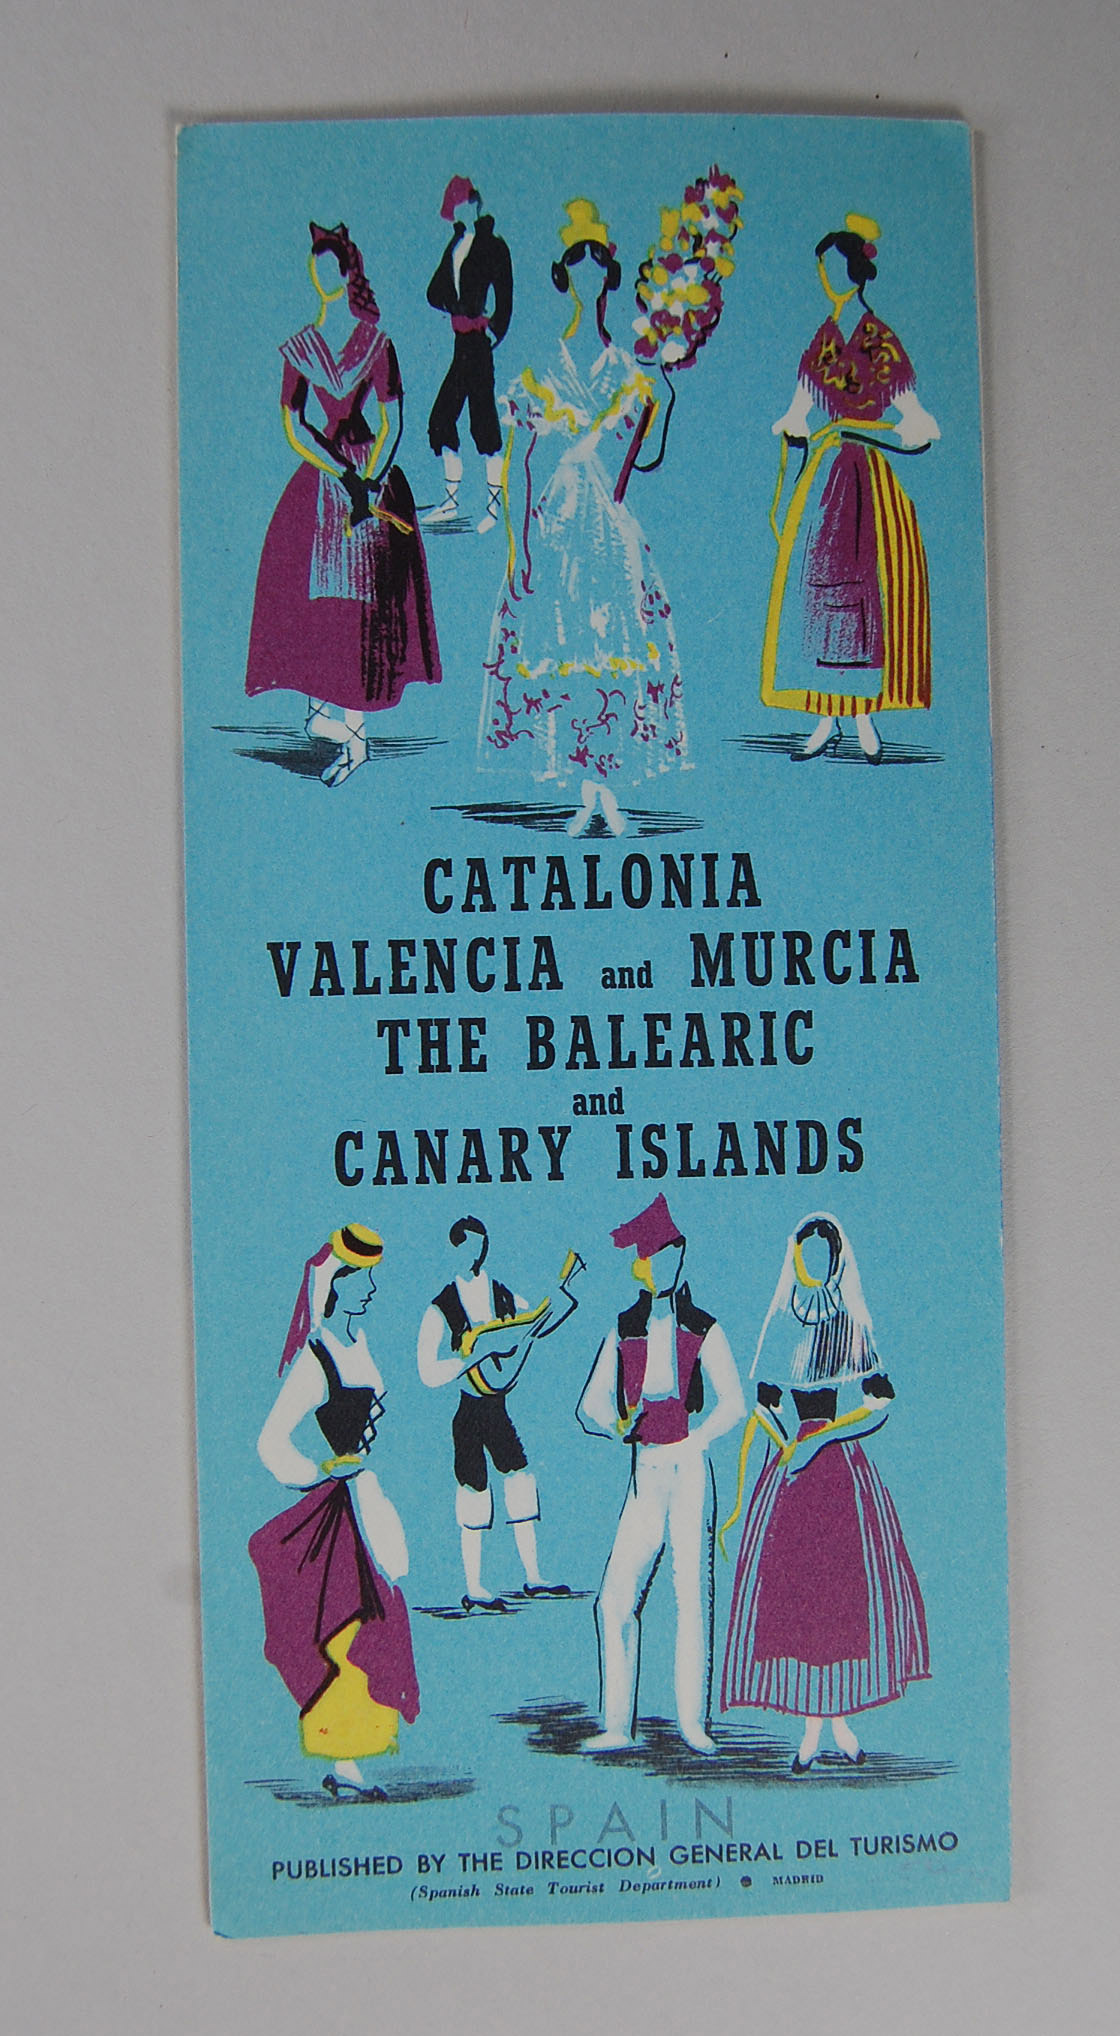 CATALONIA
VALENCIA and MURCIA
THE BALEARIC
and
CANARY ISLANDS
SPAIN
PUBLISHED BY THE DIRECCION GENERAL DEL TURISMO
(Spanish State Tourist Department) ● MADRID